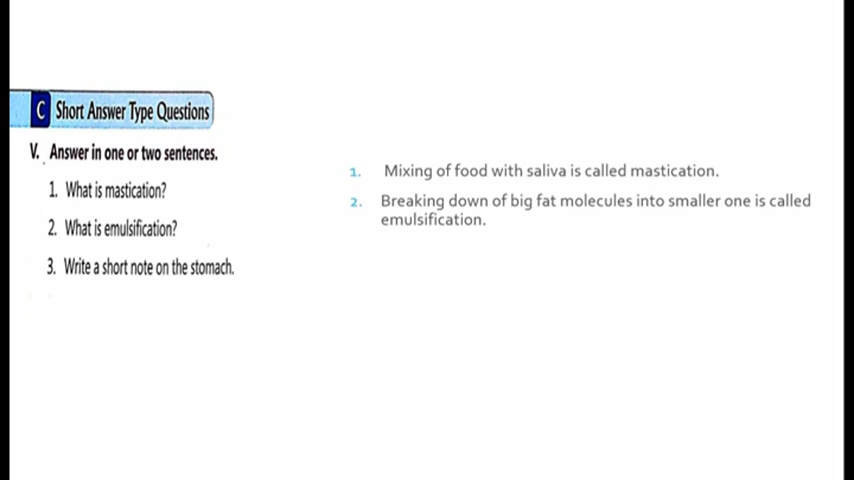 C Short Answer Type Questions
V. Answer in one or two sentences.
1. What is mastication?
2. What is emulsification?
3. Write a short note on the stomach.
1. Mixing of food with saliva is called mastication.
2. Breaking down of big fat molecules into smaller one is called
emulsification.